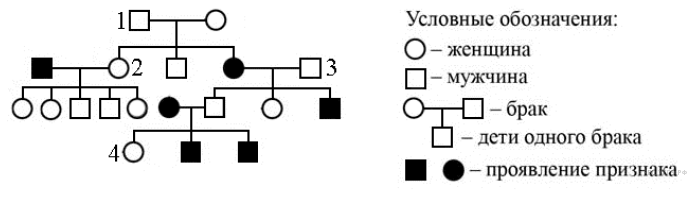 1
2
3
4
Условные обозначения:
– женщина
– мужчина
– брак
– дети одного брака
– проявление признака